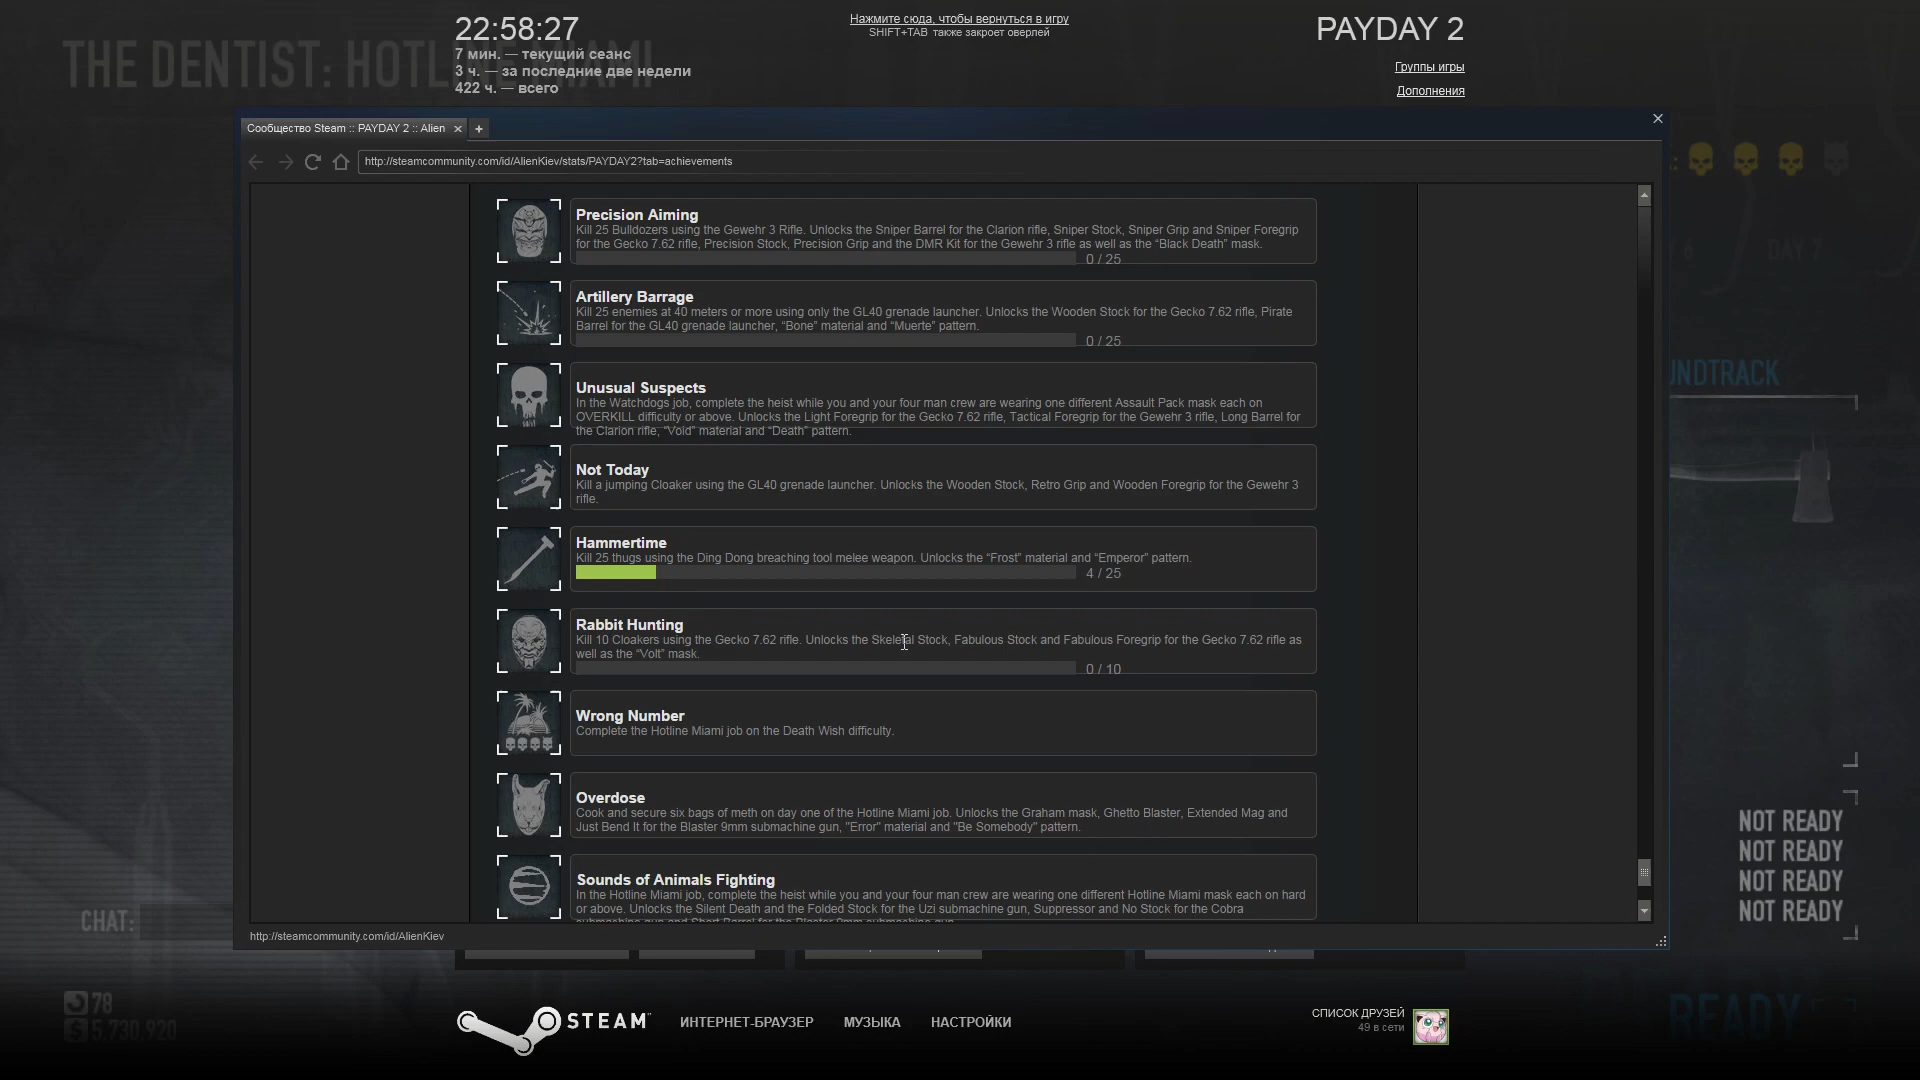 THE DENTIST: HOTLINE MIAMI
22:58:27
7 мин. — текущий сеанс
3 ч. — за последние две недели
422 ч. — всего
Нажмите сюда, чтобы вернуться в игру
SHIFT+TAB также закроет оверлей
PAYDAY 2
Группы игры
Дополнения
Сообщество Steam :: PAYDAY 2 :: Alien
http://steamcommunity.com/id/AlienKiev/stats/PAYDAY2?tab=achievements
Precision Aiming
Kill 25 Bulldozers using the Gewehr 3 Rifle. Unlocks the Sniper Barrel for the Clarion rifle, Sniper Stock, Sniper Grip and Sniper Foregrip
for the Gecko 7.62 rifle, Precision Stock, Precision Grip and the DMR Kit for the Gewehr 3 rifle as well as the “Black Death” mask.
0 / 25
Artillery Barrage
Kill 25 enemies at 40 meters or more using only the GL40 grenade launcher. Unlocks the Wooden Stock for the Gecko 7.62 rifle, Pirate
Barrel for the GL40 grenade launcher, “Bone” material and “Muerte” pattern.
0 / 25
Unusual Suspects
In the Watchdogs job, complete the heist while you and your four man crew are wearing one different Assault Pack mask each on
OVERKILL difficulty or above. Unlocks the Light Foregrip for the Gecko 7.62 rifle, Tactical Foregrip for the Gewehr 3 rifle, Long Barrel for
the Clarion rifle, “Void” material and “Death” pattern.
Not Today
Kill a jumping Cloaker using the GL40 grenade launcher. Unlocks the Wooden Stock, Retro Grip and Wooden Foregrip for the Gewehr 3
rifle.
Hammertime
Kill 25 thugs using the Ding Dong breaching tool melee weapon. Unlocks the “Frost” material and “Emperor” pattern.
4 / 25
Rabbit Hunting
Kill 10 Cloakers using the Gecko 7.62 rifle. Unlocks the Skeletal Stock, Fabulous Stock and Fabulous Foregrip for the Gecko 7.62 rifle as
well as the “Volt” mask.
0 / 10
Wrong Number
Complete the Hotline Miami job on the Death Wish difficulty.
Overdose
Cook and secure six bags of meth on day one of the Hotline Miami job. Unlocks the Graham mask, Ghetto Blaster, Extended Mag and
Just Bend It for the Blaster 9mm submachine gun, "Error" material and "Be Somebody" pattern.
Sounds of Animals Fighting
In the Hotline Miami job, complete the heist while you and your four man crew are wearing one different Hotline Miami mask each on hard
or above. Unlocks the Silent Death and the Folded Stock for the Uzi submachine gun, Suppressor and No Stock for the Cobra
submachine gun and Short Barrel for the Blaster 9mm submachine gun.
http://steamcommunity.com/id/AlienKiev
6
DAY 7
UNDTRACK
NOT READY
NOT READY
NOT READY
NOT READY
CHAT:
78
5,730,920
READY
STEAM
ИНТЕРНЕТ-БРАУЗЕР
МУЗЫКА
НАСТРОЙКИ
СПИСОК ДРУЗЕЙ
49 в сети